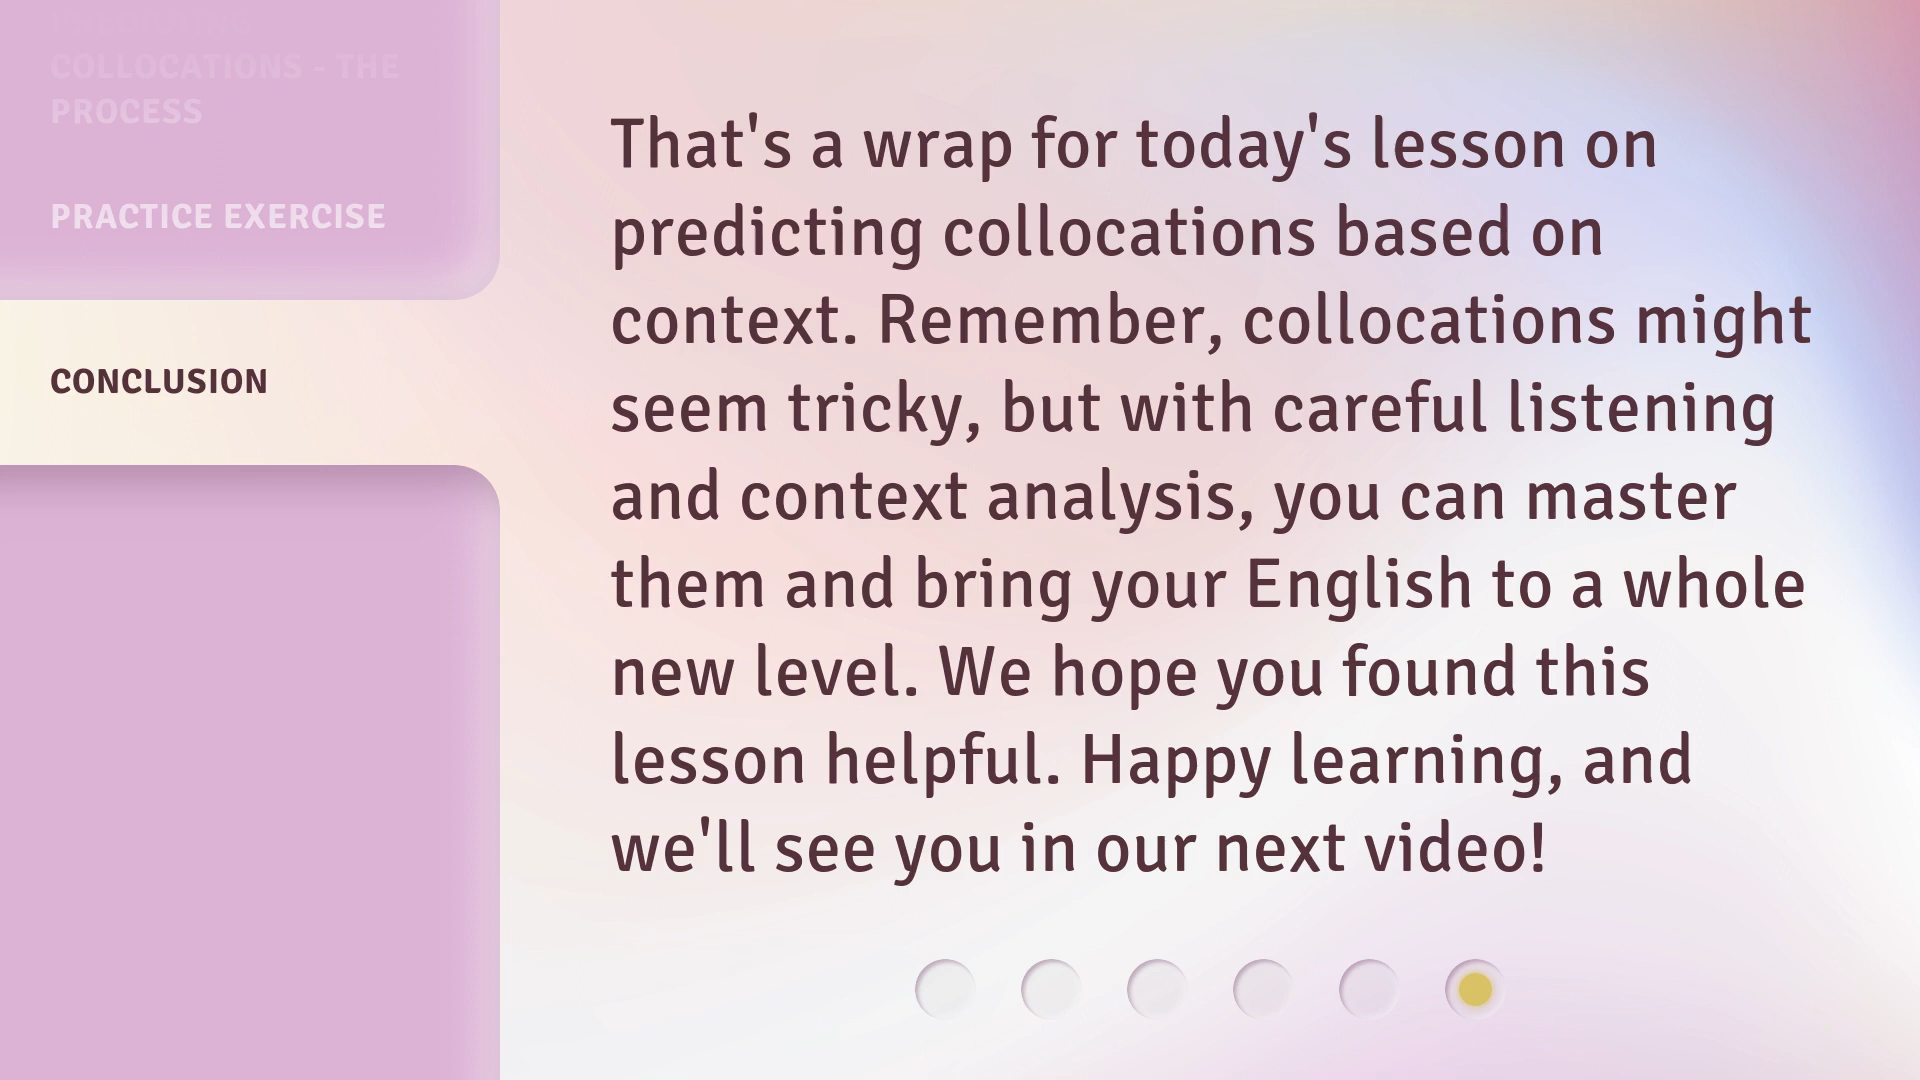 PREDICTING
COLLOCATIONS - THE
PROCESS
PRACTICE EXERCISE
CONCLUSION
That's a wrap for today's lesson on
predicting collocations based on
context. Remember, collocations might
seem tricky, but with careful listening
and context analysis, you can master
them and bring your English to a whole
new level. We hope you found this
lesson helpful. Happy learning, and
we'll see you in our next video!